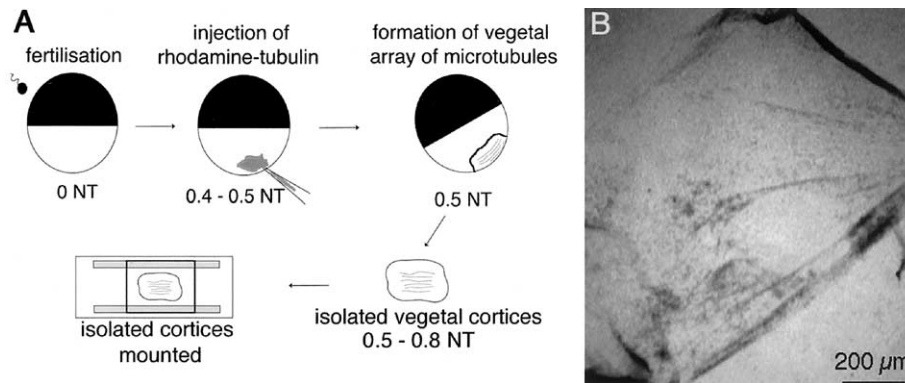 A
fertilisation
0 NT
injection of
rhodamine-tubulin
0.4 - 0.5 NT
formation of vegetal
array of microtubules
0.5 NT
isolated vegetal cortices
0.5 - 0.8 NT
isolated cortices
mounted
B
200 µm